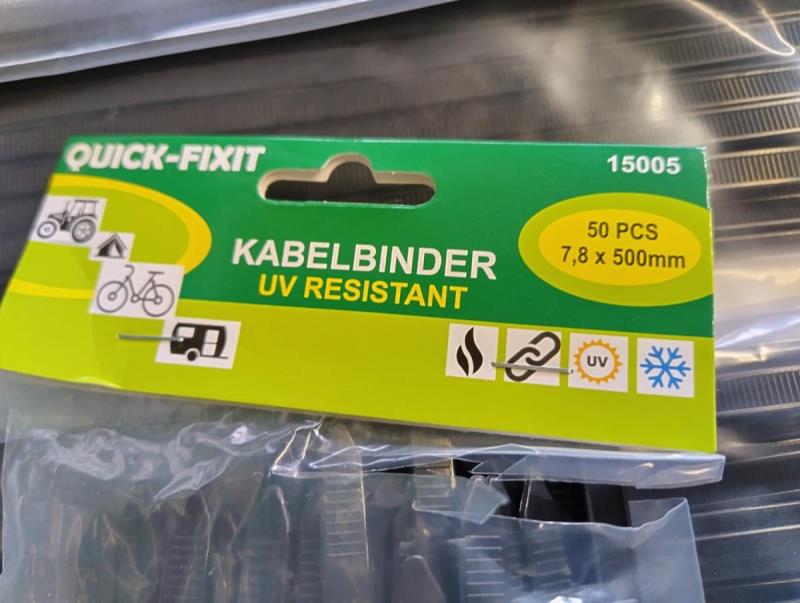 QUICK-FIXIT
15005
50 PCS
7,8 x 500mm
KABELBINDER
UV RESISTANT
UV